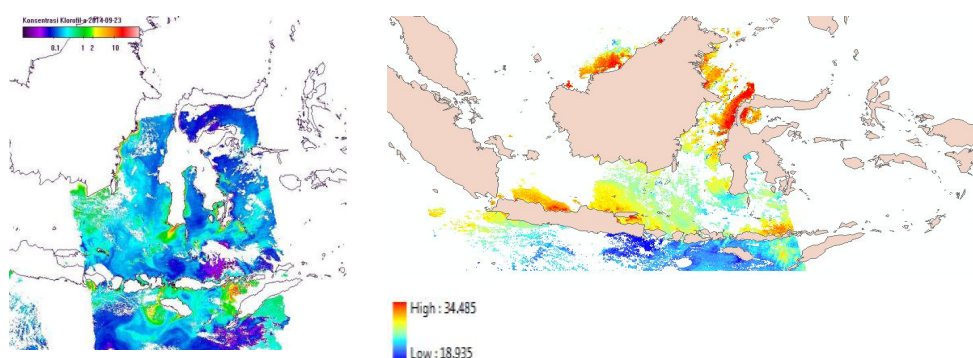 Konsentrasi Klorofil-a-2014-09-23
0.1 1 2 10
High : 34.485
Low : 18.935